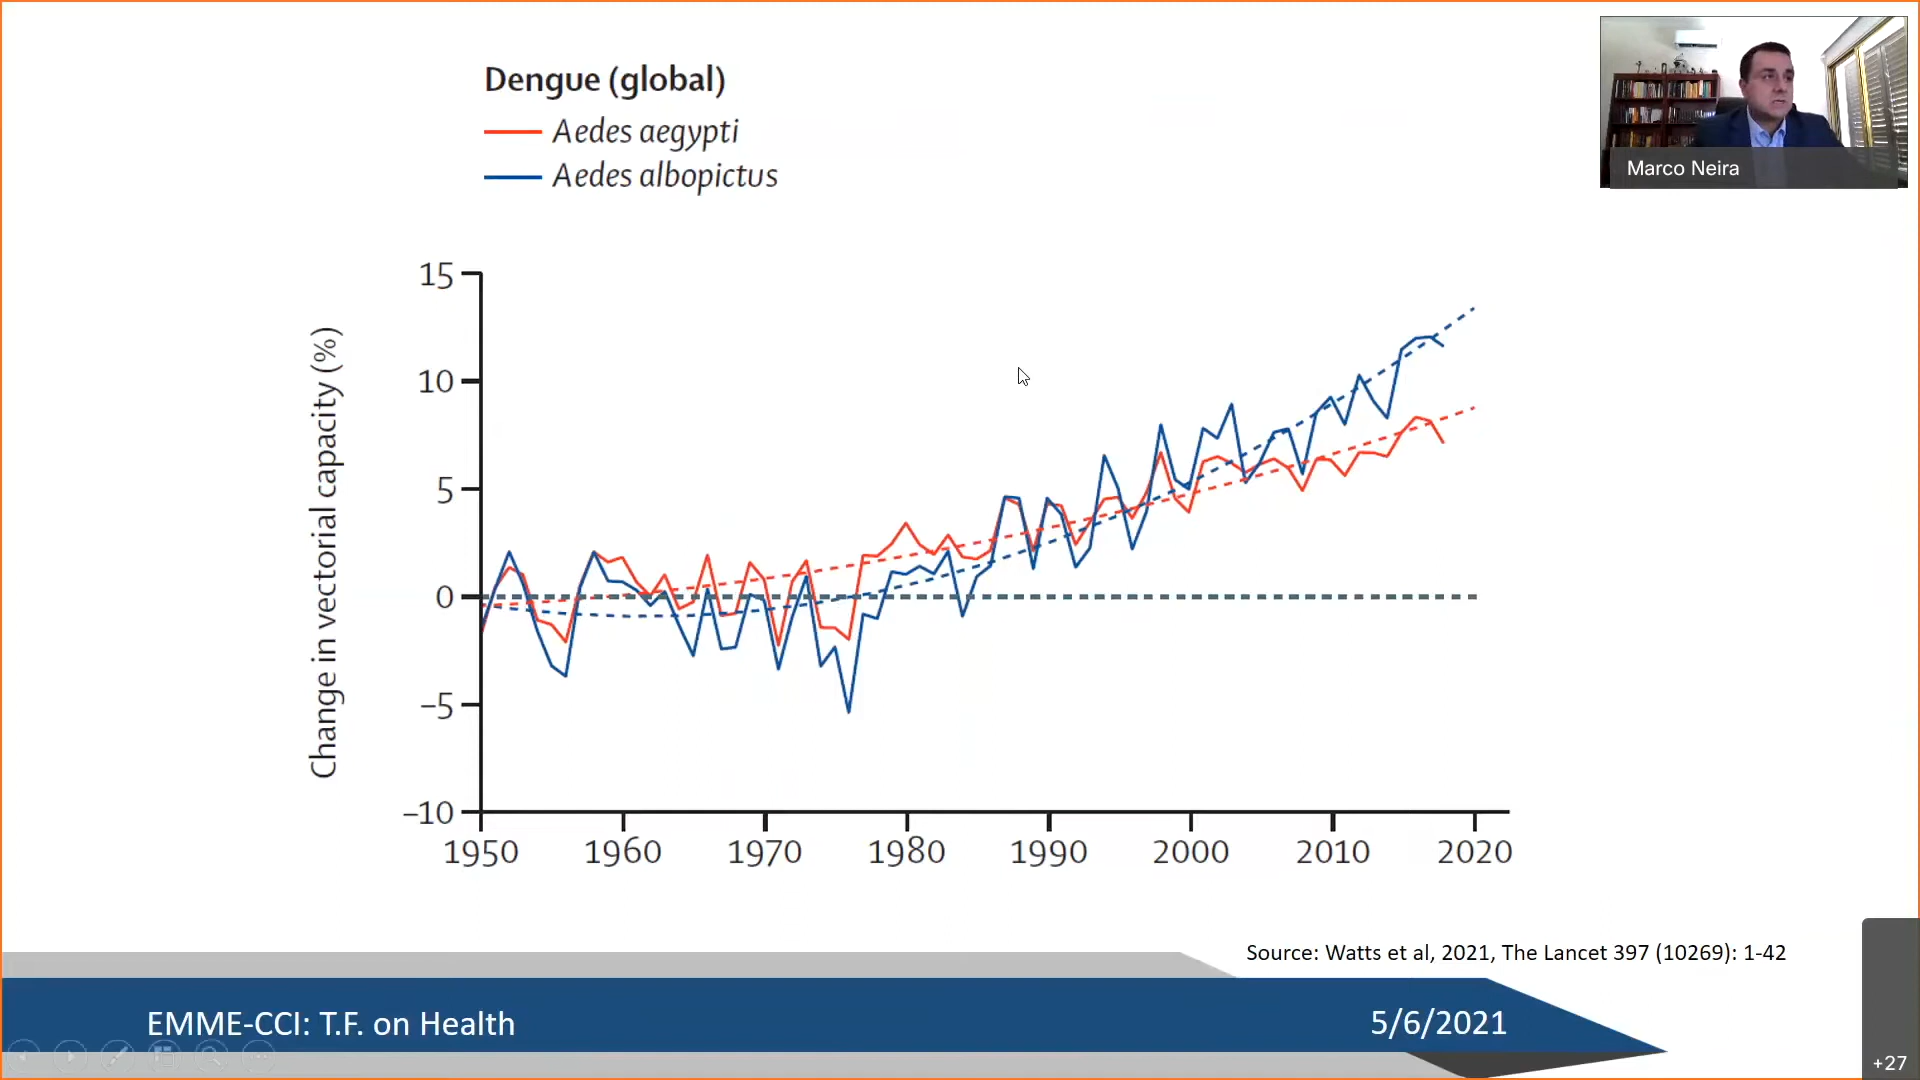 Dengue (global)
Aedes aegypti
Aedes albopictus
Marco Neira
Change in vectorial capacity (%)
15
10
5
0
–5
–10
1950 1960 1970 1980 1990 2000 2010 2020
Source: Watts et al, 2021, The Lancet 397 (10269): 1-42
EMME-CCI: T.F. on Health
5/6/2021
+27